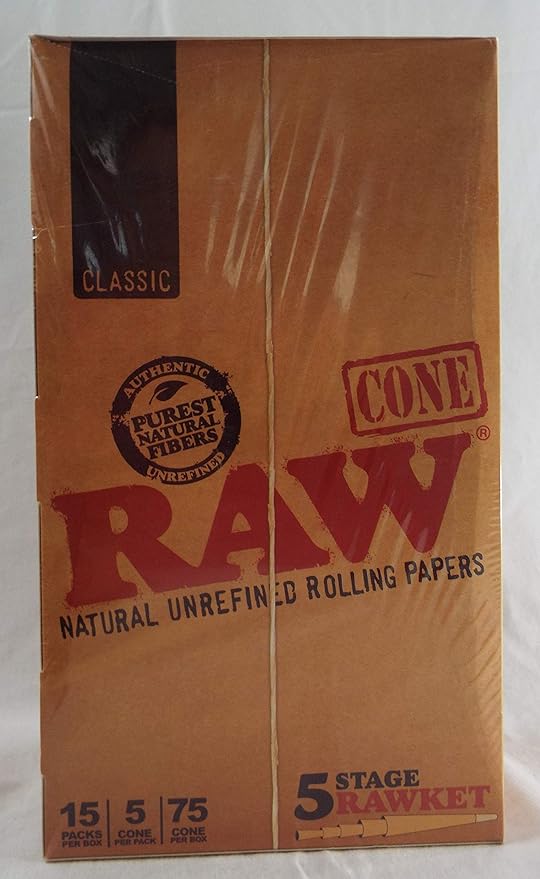 CLASSIC
AUTHENTIC
PUREST
NATURAL
FIBERS
UNREFINED
CONE
RAW®
NATURAL UNREFINED ROLLING PAPERS
15 5 75
PACKS CONE CONE
PER BOX PER PACK PER BOX
5 STAGE
RAWKET